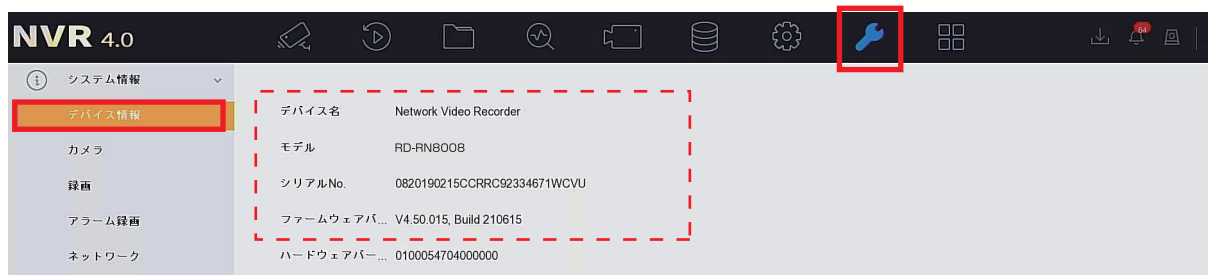 NVR 4.0
64
システム情報
デバイス情報
デバイス名 Network Video Recorder
カメラ
モデル RD-RN8008
録画
シリアルNo. 0820190215CCRRC92334671WCVU
アラーム録画
ファームウェアバ... V4.50.015, Build 210615
ネットワーク
ハードウェアバー... 0100054704000000